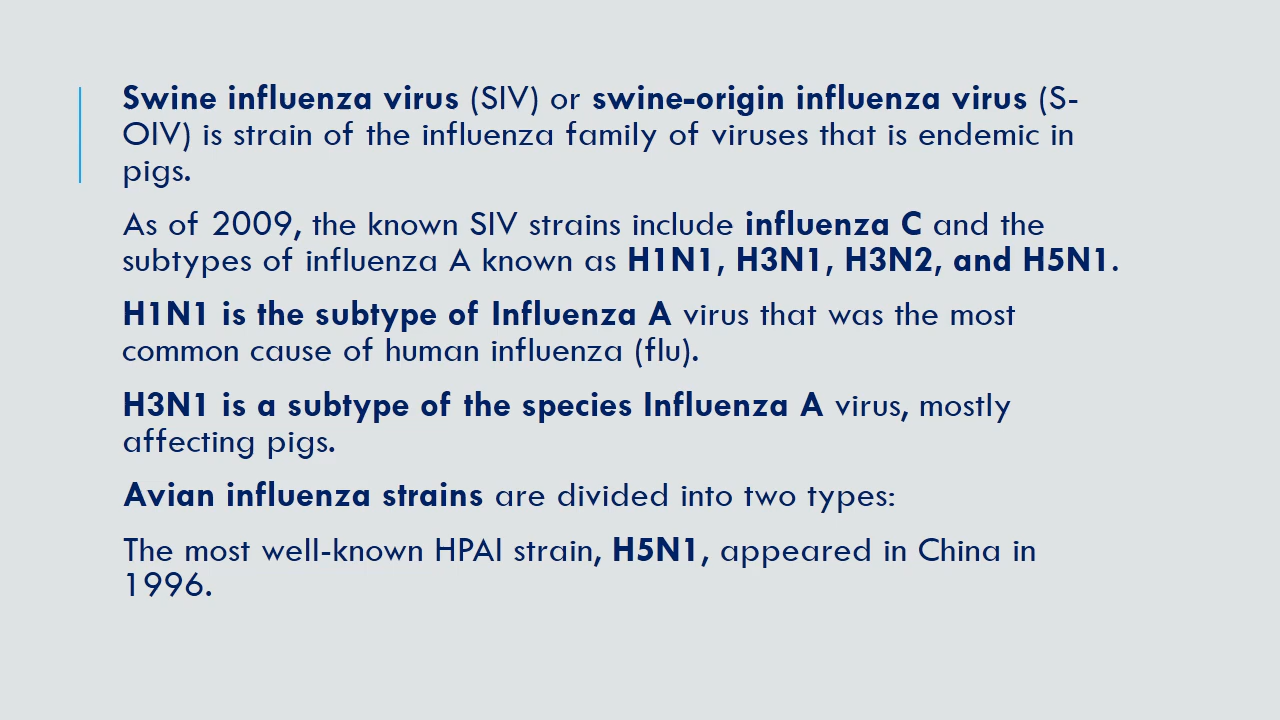 Swine influenza virus (SIV) or swine-origin influenza virus (S-
OIV) is strain of the influenza family of viruses that is endemic in
pigs.
As of 2009, the known SIV strains include influenza C and the
subtypes of influenza A known as H1N1, H3N1, H3N2, and H5N1.
H1N1 is the subtype of Influenza A virus that was the most
common cause of human influenza (flu).
H3N1 is a subtype of the species Influenza A virus, mostly
affecting pigs.
Avian influenza strains are divided into two types:
The most well-known HPAI strain, H5N1, appeared in China in
1996.